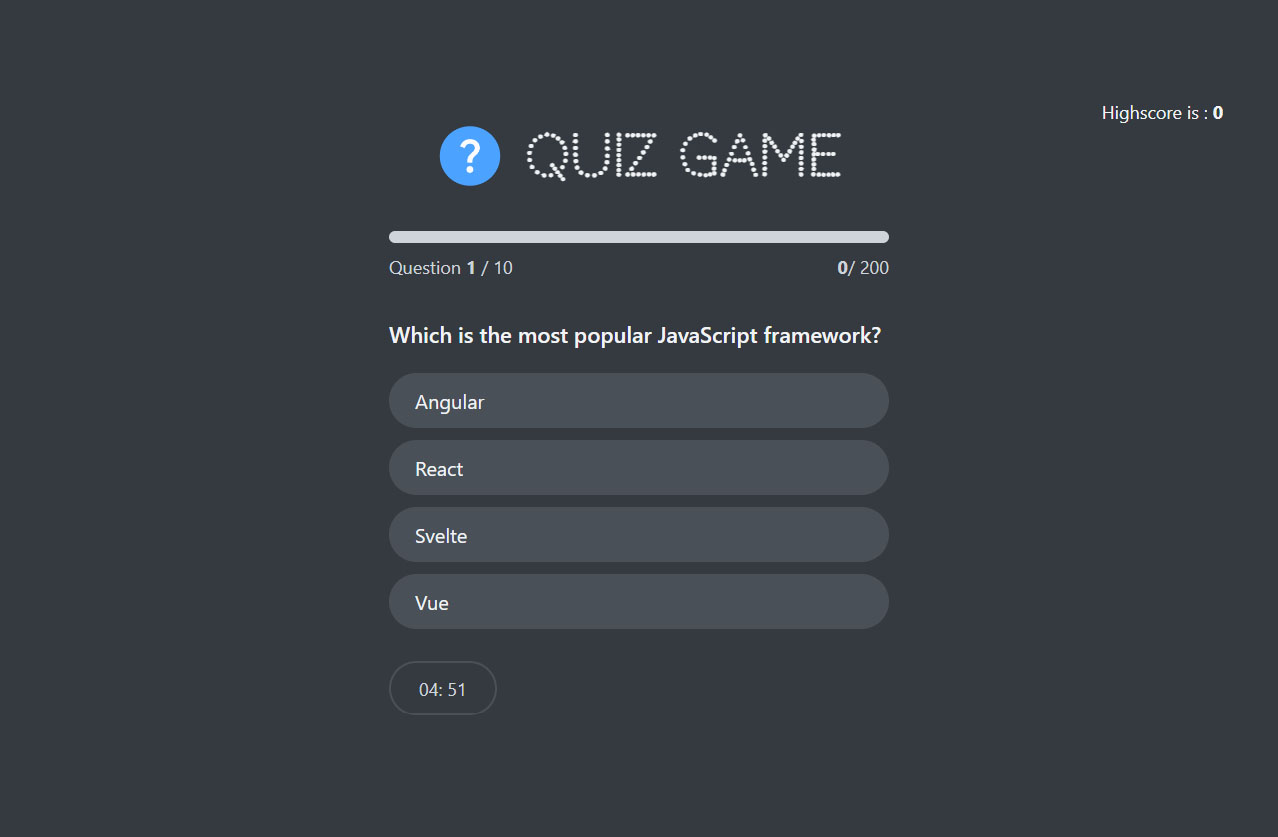 Highscore is : 0
? QUIZ GAME
Question 1 / 10
0/ 200
Which is the most popular JavaScript framework?
Angular
React
Svelte
Vue
04: 51